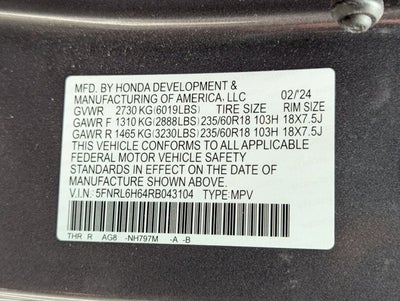 MFD. BY HONDA DEVELOPMENT &
MANUFACTURING OF AMERICA, LLC 02/'24
GVWR 2730 KG(6019LBS) TIRE SIZE RIM SIZE
GAWR F 1310 KG(2888LBS) 235/60R18 103H 18X7.5J
GAWR R 1465 KG(3230LBS) 235/60R18 103H 18X7.5J
THIS VEHICLE CONFORMS TO ALL APPLICABLE
FEDERAL MOTOR VEHICLE SAFETY
STANDARDS IN EFFECT ON THE DATE OF
MANUFACTURE SHOWN ABOVE.
V.I.N.: 5FNRL6H64RB043104 TYPE:MPV
THR R AG8 -NH797M -A -B